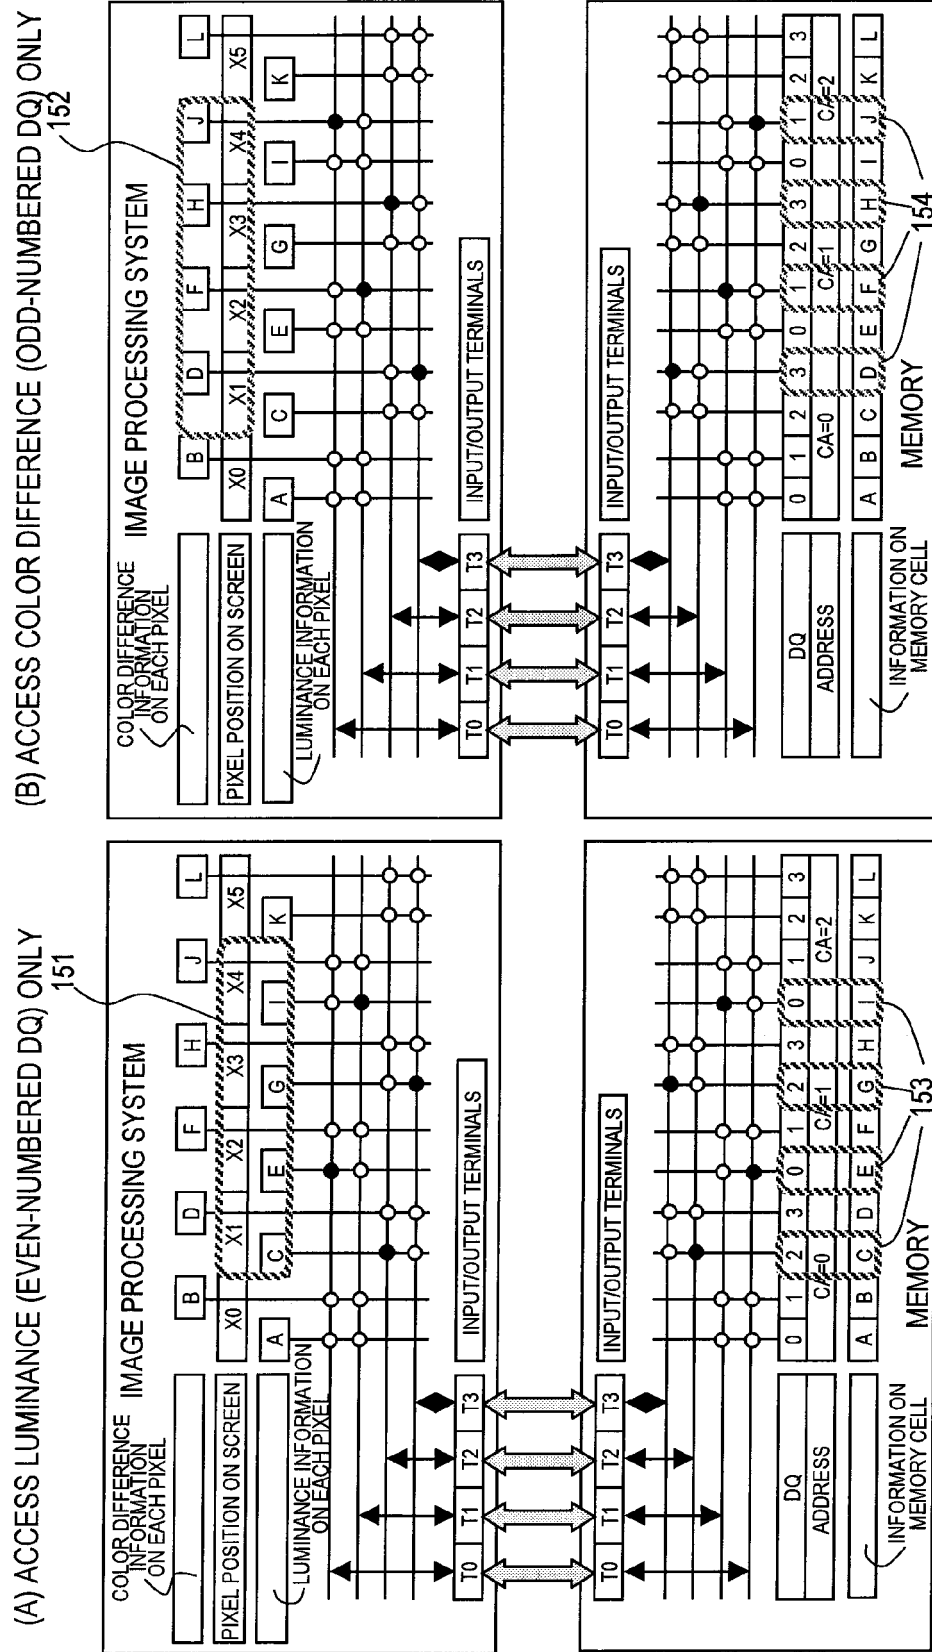 (A) ACCESS LUMINANCE (EVEN-NUMBERED DQ) ONLY
151
COLOR DIFFERENCE
INFORMATION
ON EACH PIXEL
IMAGE PROCESSING SYSTEM
B D F H J L
PIXEL POSITION ON SCREEN
X0 X1 X2 X3 X4 X5
A C E G I K
LUMINANCE INFORMATION
ON EACH PIXEL
T0 T1 T2 T3
INPUT/OUTPUT TERMINALS
T0 T1 T2 T3
INPUT/OUTPUT TERMINALS
DQ
0 1 2 3 0 1 2 3 0 1 2 3
ADDRESS
CA=0 CA=1 CA=2
A B C D E F G H I J K L
INFORMATION ON
MEMORY CELL
MEMORY
153
(B) ACCESS COLOR DIFFERENCE (ODD-NUMBERED DQ) ONLY
152
COLOR DIFFERENCE
INFORMATION
ON EACH PIXEL
IMAGE PROCESSING SYSTEM
B D F H J L
PIXEL POSITION ON SCREEN
X0 X1 X2 X3 X4 X5
A C E G I K
LUMINANCE INFORMATION
ON EACH PIXEL
T0 T1 T2 T3
INPUT/OUTPUT TERMINALS
T0 T1 T2 T3
INPUT/OUTPUT TERMINALS
DQ
0 1 2 3 0 1 2 3 0 1 2 3
ADDRESS
CA=0 CA=1 CA=2
A B C D E F G H I J K L
INFORMATION ON
MEMORY CELL
MEMORY
154